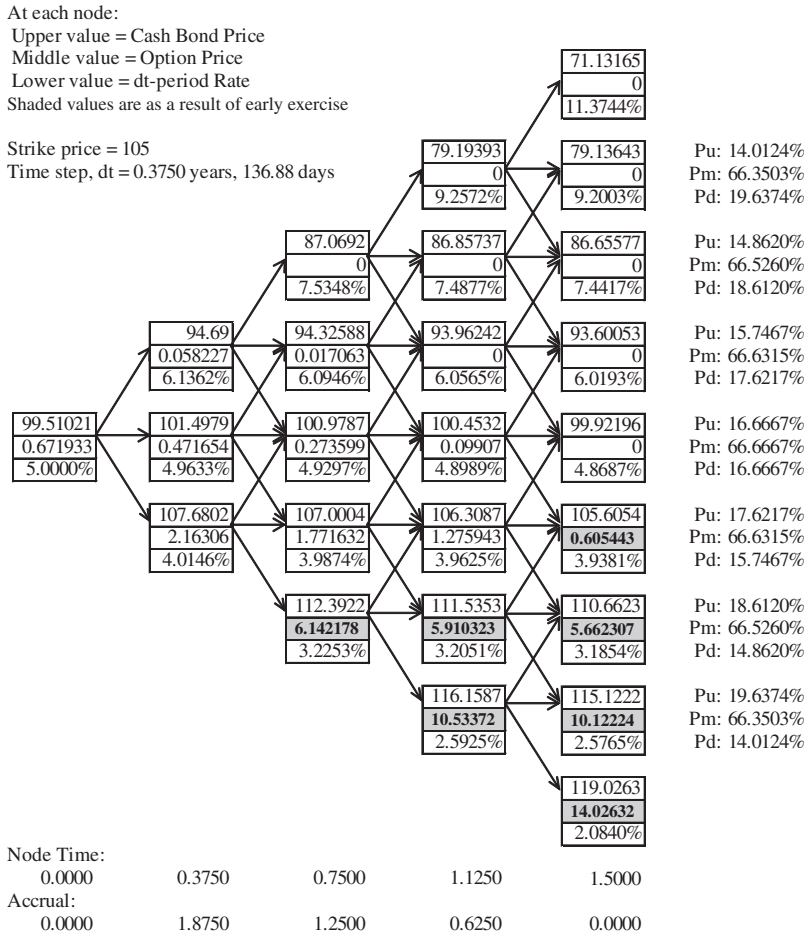 At each node:
Upper value = Cash Bond Price
Middle value = Option Price
Lower value = dt-period Rate
Shaded values are as a result of early exercise
Strike price = 105
Time step, dt = 0.3750 years, 136.88 days
99.51021
0.671933
5.0000%
94.69
0.058227
6.1362%
101.4979
0.471654
4.9633%
107.6802
2.16306
4.0146%
87.0692
0
7.5348%
94.32588
0.017063
6.0946%
100.9787
0.273599
4.9297%
107.0004
1.771632
3.9874%
112.3922
6.142178
3.2253%
79.19393
0
9.2572%
86.85737
0
7.4877%
93.96242
0
6.0565%
100.4532
0.09907
4.8989%
106.3087
1.275943
3.9625%
111.5353
5.910323
3.2051%
116.1587
10.53372
2.5925%
71.13165
0
11.3744%
79.13643
0
9.2003%
86.65577
0
7.4417%
93.60053
0
6.0193%
99.92196
0
4.8687%
105.6054
0.605443
3.9381%
110.6623
5.662307
3.1854%
115.1222
10.12224
2.5765%
119.0263
14.02632
2.0840%
Pu: 14.0124%
Pm: 66.3503%
Pd: 19.6374%
Pu: 14.8620%
Pm: 66.5260%
Pd: 18.6120%
Pu: 15.7467%
Pm: 66.6315%
Pd: 17.6217%
Pu: 16.6667%
Pm: 66.6667%
Pd: 16.6667%
Pu: 17.6217%
Pm: 66.6315%
Pd: 15.7467%
Pu: 18.6120%
Pm: 66.5260%
Pd: 14.8620%
Pu: 19.6374%
Pm: 66.3503%
Pd: 14.0124%
Node Time:
0.0000 0.3750 0.7500 1.1250 1.5000
Accrual:
0.0000 1.8750 1.2500 0.6250 0.0000